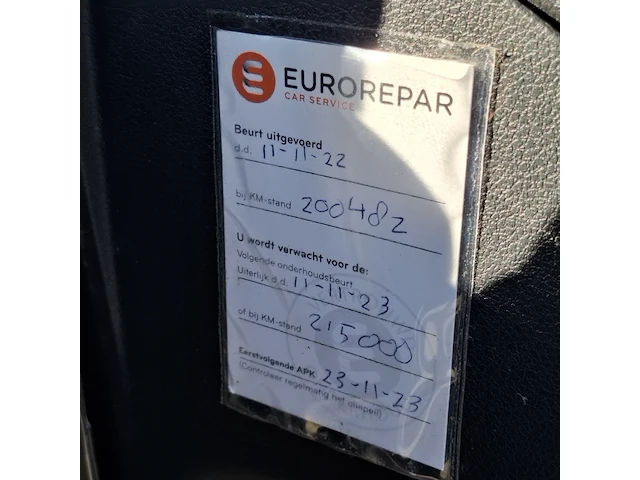 EUROREPAR
CAR SERVICE
Beurt uitgevoerd
d.d. 11-11-22
bij KM-stand 200482
U wordt verwacht voor de:
Volgende onderhoudsbeurt
Uiterlijk d.d. 11-11-23
of bij KM-stand 215000
Eerstvolgende APK 23-11-23
(Controleer regelmatig het oliepeil)